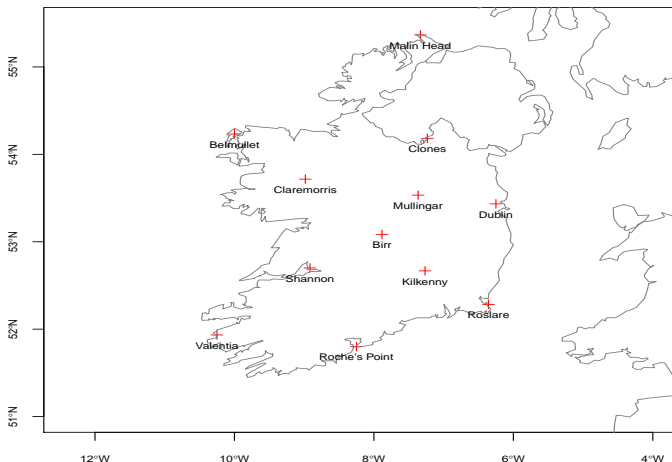 Malin Head
55°N
Belmullet
Clones
54°N
Claremorris
Mullingar
Dublin
53°N
Birr
Shannon
Kilkenny
Roslare
52°N
Valentia
Roche's Point
51°N
12°W
10°W
8°W
6°W
4°W